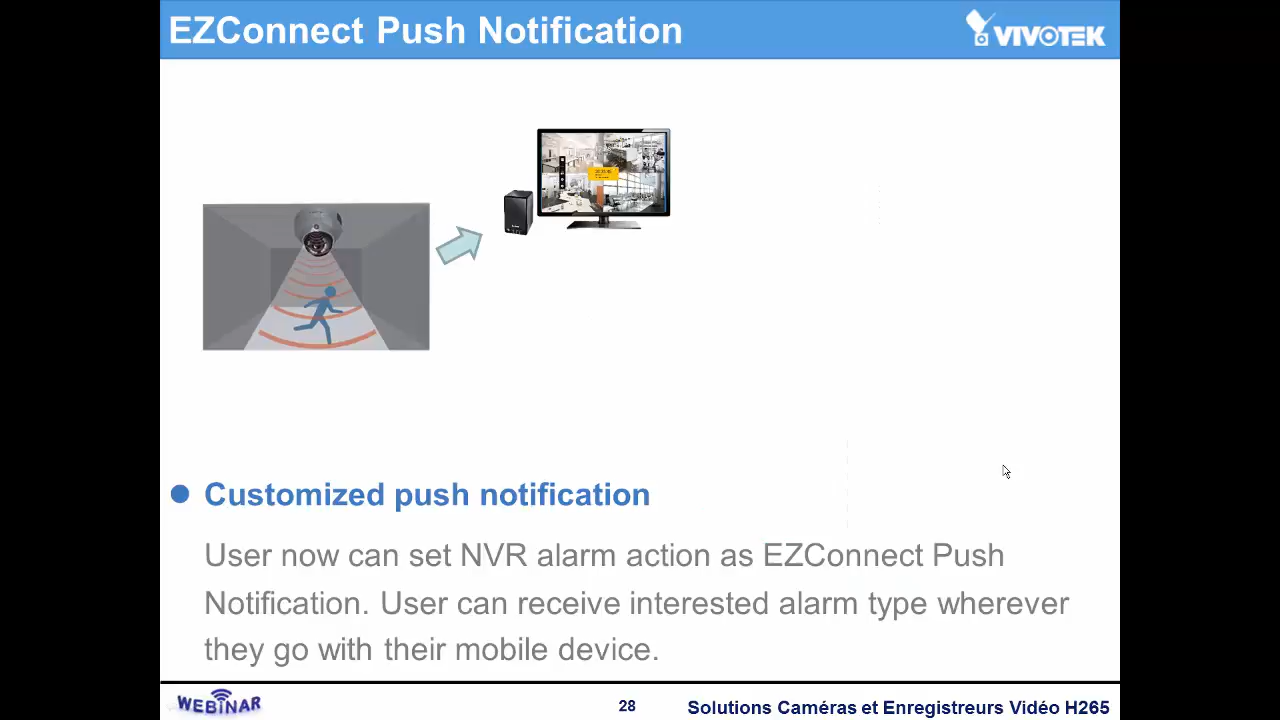 EZConnect Push Notification
VIVOTEK
Customized push notification
User now can set NVR alarm action as EZConnect Push
Notification. User can receive interested alarm type wherever
they go with their mobile device.
WEBINAR
28
Solutions Caméras et Enregistreurs Vidéo H265